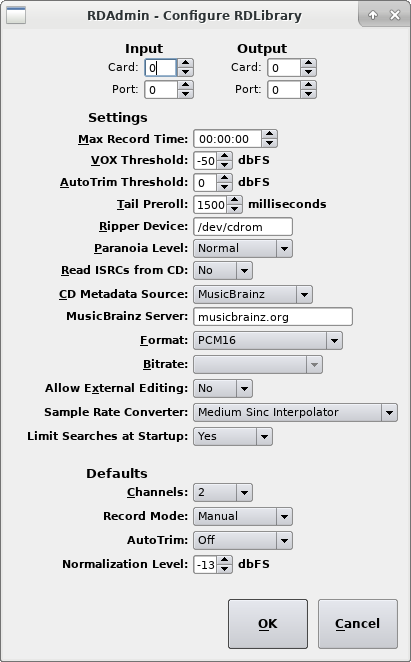 RDAdmin - Configure RDLibrary
Input Output
Card: 0 Card: 0
Port: 0 Port: 0
Settings
Max Record Time: 00:00:00
VOX Threshold: -50 dbFS
AutoTrim Threshold: 0 dbFS
Tail Preroll: 1500 milliseconds
Ripper Device: /dev/cdrom
Paranoia Level: Normal
Read ISRCs from CD: No
CD Metadata Source: MusicBrainz
MusicBrainz Server: musicbrainz.org
Format: PCM16
Bitrate:
Allow External Editing: No
Sample Rate Converter: Medium Sinc Interpolator
Limit Searches at Startup: Yes
Defaults
Channels: 2
Record Mode: Manual
AutoTrim: Off
Normalization Level: -13 dbFS
OK Cancel